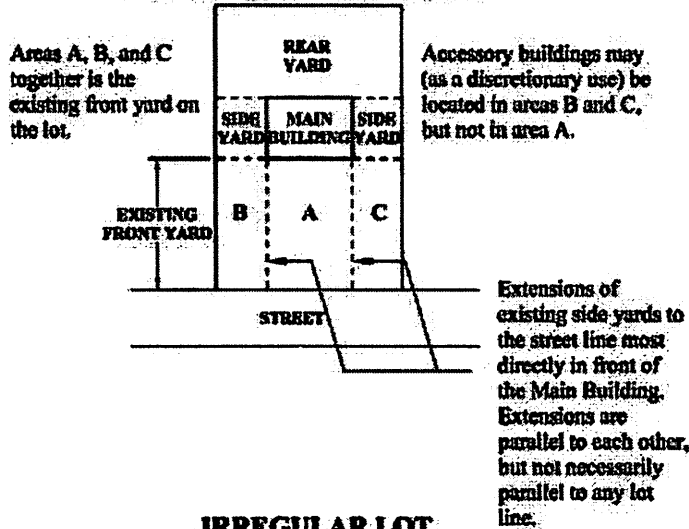 Areas A, B, and C
together is the
existing front yard on
the lot.
REAR
YARD
Accessory buildings may
(as a discretionary use) be
located in areas B and C,
but not in area A.
SIDE
YARD
MAIN
BUILDING
SIDE
YARD
EXISTING
FRONT YARD
B
A
C
STREET
Extensions of
existing side yards to
the street line most
directly in front of
the Main Building.
Extensions are
parallel to each other,
but not necessarily
parallel to any lot
line.
IRREGULAR LOT